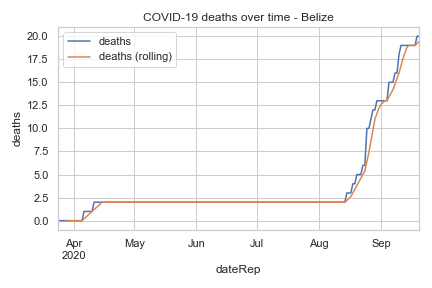 COVID-19 deaths over time - Belize
deaths
deaths (rolling)
20.0
17.5
15.0
12.5
10.0
7.5
5.0
2.5
0.0
deaths
Apr May Jun Jul Aug Sep
2020
dateRep